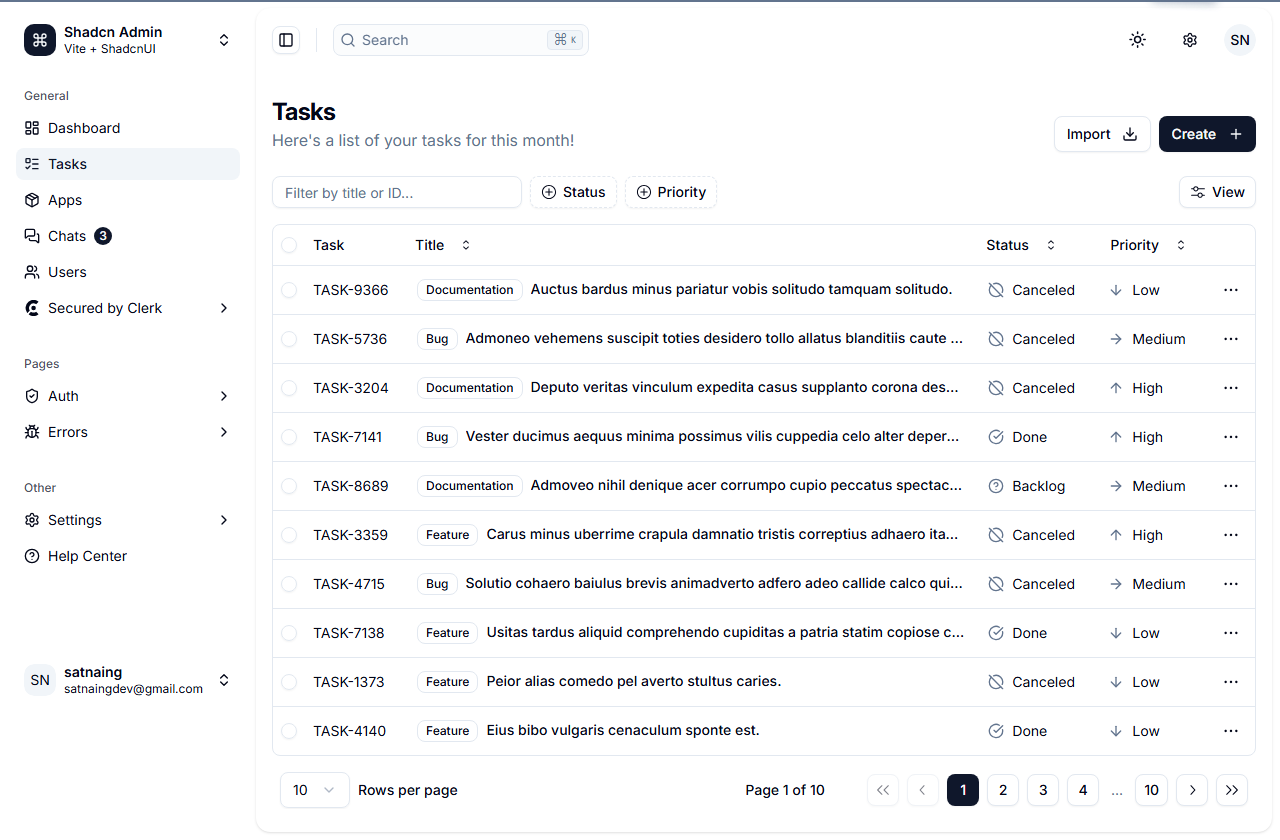 Shadcn Admin
Vite + ShadcnUI
General
Dashboard
Tasks
Apps
Chats 3
Users
Secured by Clerk
Pages
Auth
Errors
Other
Settings
Help Center
SN
satnaing
satnaingdev@gmail.com
Search ⌘ K
SN
Tasks
Here's a list of your tasks for this month!
Import
Create
Filter by title or ID...
Status
Priority
View
Task Title Status Priority
TASK-9366 Documentation Auctus bardus minus pariatur vobis solitudo tamquam solitudo. Canceled Low
TASK-5736 Bug Admoneo vehemens suscipit toties desidero tollo allatus blanditiis caute ... Canceled Medium
TASK-3204 Documentation Deputo veritas vinculum expedita casus supplanto corona des... Canceled High
TASK-7141 Bug Vester ducimus aequus minima possimus vilis cuppedia celo alter deper... Done High
TASK-8689 Documentation Admoveo nihil denique acer corrumpo cupio peccatus spectac... Backlog Medium
TASK-3359 Feature Carus minus uberrime crapula damnatio tristis correptius adhaero ita... Canceled High
TASK-4715 Bug Solutio cohaero baiulus brevis animadverto adfero adeo callide calco qui... Canceled Medium
TASK-7138 Feature Usitas tardus aliquid comprehendo cupiditas a patria statim copiose c... Done Low
TASK-1373 Feature Peior alias comedo pel averto stultus caries. Canceled Low
TASK-4140 Feature Eius bibo vulgaris cenaculum sponte est. Done Low
10 Rows per page
Page 1 of 10
1 2 3 4 ... 10